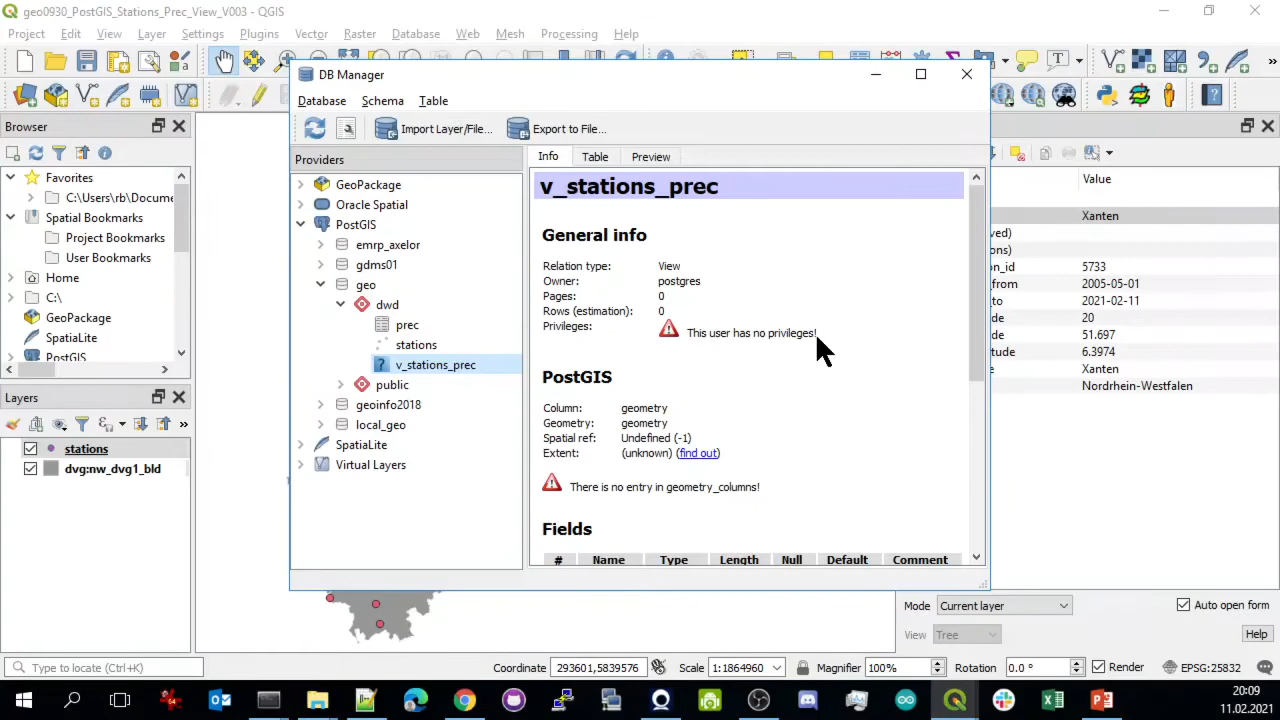 geo0930_PostGIS_Stations_Prec_View_V003 - QGIS
Project Edit View Layer Settings Plugins Vector Raster Database Web Mesh Processing Help
DB Manager
Database Schema Table
Import Layer/File... Export to File...
Browser
Favorites
C:\Users\rb\Docume
Spatial Bookmarks
Project Bookmarks
User Bookmarks
Home
C:\
GeoPackage
SpatiaLite
PostGIS
Layers
stations
dvg:nw_dvg1_bld
Providers
GeoPackage
Oracle Spatial
PostGIS
emrp_axelor
gdms01
geo
dwd
prec
stations
v_stations_prec
public
geoinfo2018
local_geo
SpatiaLite
Virtual Layers
Info Table Preview
v_stations_prec
General info
Relation type: View
Owner: postgres
Pages: 0
Rows (estimation): 0
Privileges: This user has no privileges!
PostGIS
Column: geometry
Geometry: geometry
Spatial ref: Undefined (-1)
Extent: (unknown) (find out)
There is no entry in geometry_columns!
Fields
# Name Type Length Null Default Comment
Value
Xanten
ved)
ons)
on_id 5733
_from 2005-05-01
_to 2021-02-11
de 20
de 51.697
tude 6.3974
e Xanten
Nordrhein-Westfalen
Mode Current layer Auto open form
View Tree Help
Type to locate (Ctrl+K) Coordinate 293601,5839576 Scale 1:1864960 Magnifier 100% Rotation 0.0 ° Render EPSG:25832
20:09
11.02.2021